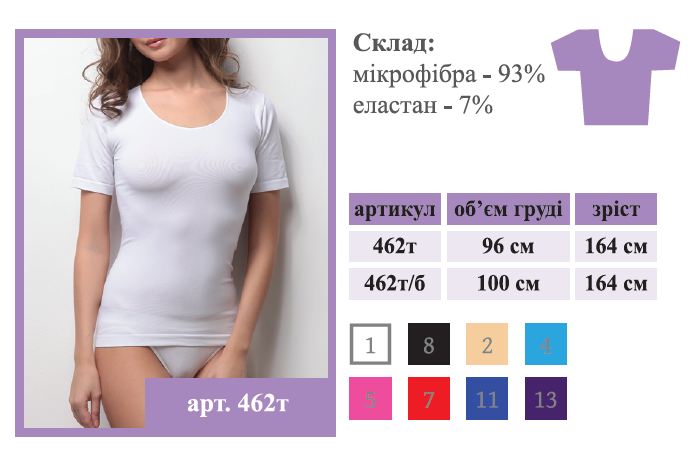 Склад:
мікрофібра - 93%
еластан - 7%
артикул об’єм груді зріст
462т 96 см 164 см
462т/б 100 см 164 см
1 8 2 4
5 7 11 13
арт. 462т